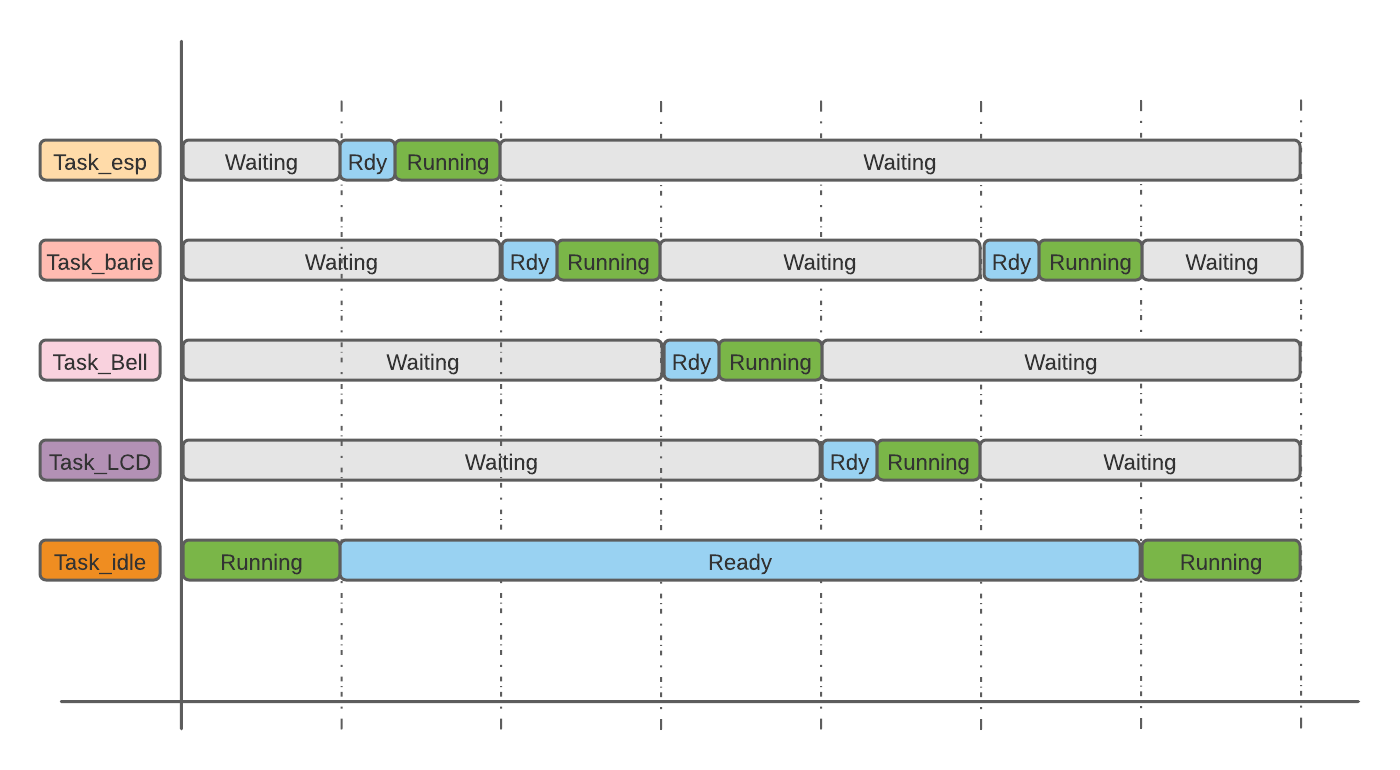 Task_esp Waiting Rdy Running Waiting
Task_barie Waiting Rdy Running Waiting Rdy Running Waiting
Task_Bell Waiting Rdy Running Waiting
Task_LCD Waiting Rdy Running Waiting
Task_idle Running Ready Running